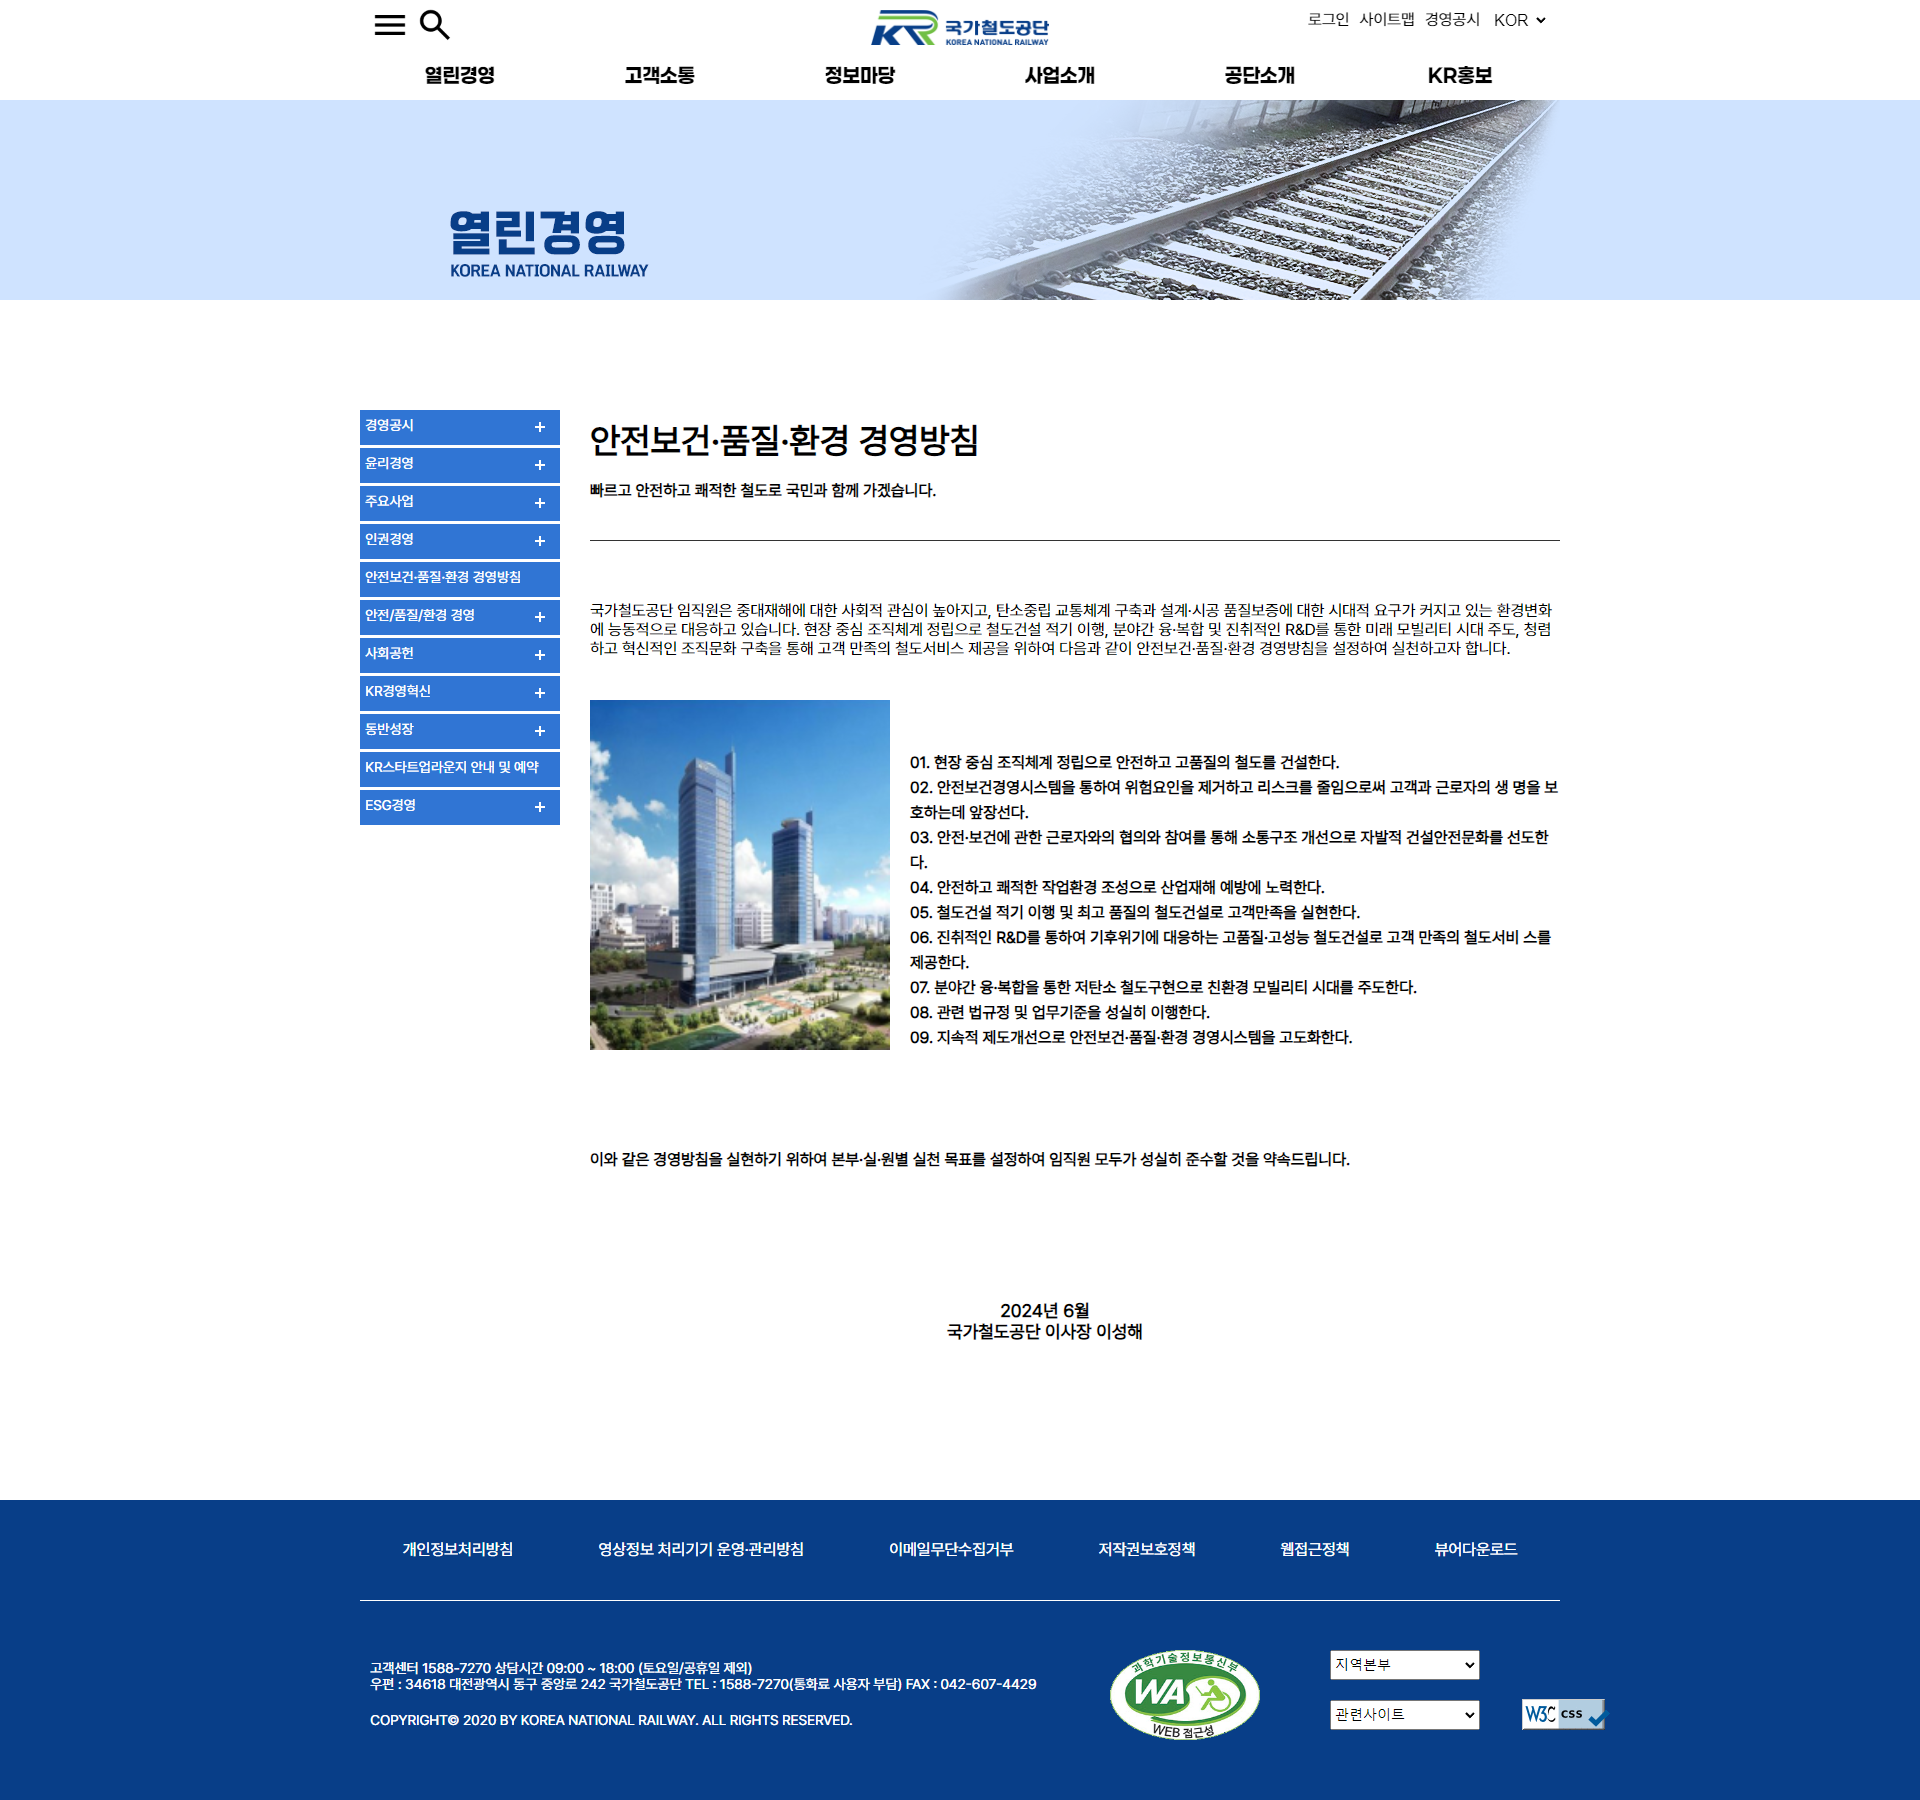 국가철도공단
KOREA NATIONAL RAILWAY
로그인 사이트맵 경영공시 KOR
열린경영 고객소통 정보마당 사업소개 공단소개 KR홍보
열린경영
KOREA NATIONAL RAILWAY
경영공시
윤리경영
주요사업
인권경영
안전보건·품질·환경 경영방침
안전/품질/환경 경영
사회공헌
KR경영혁신
동반성장
KR스타트업라운지 안내 및 예약
ESG경영
안전보건·품질·환경 경영방침
빠르고 안전하고 쾌적한 철도로 국민과 함께 가겠습니다.
국가철도공단 임직원은 중대재해에 대한 사회적 관심이 높아지고, 탄소중립 교통체계 구축과 설계·시공 품질보증에 대한 시대적 요구가 커지고 있는 환경변화
에 능동적으로 대응하고 있습니다. 현장 중심 조직체계 정립으로 철도건설 적기 이행, 분야간 융·복합 및 진취적인 R&D를 통한 미래 모빌리티 시대 주도, 청렴
하고 혁신적인 조직문화 구축을 통해 고객 만족의 철도서비스 제공을 위하여 다음과 같이 안전보건·품질·환경 경영방침을 설정하여 실천하고자 합니다.
01. 현장 중심 조직체계 정립으로 안전하고 고품질의 철도를 건설한다.
02. 안전보건경영시스템을 통하여 위험요인을 제거하고 리스크를 줄임으로써 고객과 근로자의 생 명을 보
호하는데 앞장선다.
03. 안전·보건에 관한 근로자와의 협의와 참여를 통해 소통구조 개선으로 자발적 건설안전문화를 선도한
다.
04. 안전하고 쾌적한 작업환경 조성으로 산업재해 예방에 노력한다.
05. 철도건설 적기 이행 및 최고 품질의 철도건설로 고객만족을 실현한다.
06. 진취적인 R&D를 통하여 기후위기에 대응하는 고품질·고성능 철도건설로 고객 만족의 철도서비 스를
제공한다.
07. 분야간 융·복합을 통한 저탄소 철도구현으로 친환경 모빌리티 시대를 주도한다.
08. 관련 법규정 및 업무기준을 성실히 이행한다.
09. 지속적 제도개선으로 안전보건·품질·환경 경영시스템을 고도화한다.
이와 같은 경영방침을 실현하기 위하여 본부·실·원별 실천 목표를 설정하여 임직원 모두가 성실히 준수할 것을 약속드립니다.
2024년 6월
국가철도공단 이사장 이성해
개인정보처리방침 영상정보 처리기기 운영·관리방침 이메일무단수집거부 저작권보호정책 웹접근정책 뷰어다운로드
고객센터 1588-7270 상담시간 09:00 ~ 18:00 (토요일/공휴일 제외)
우편 : 34618 대전광역시 동구 중앙로 242 국가철도공단 TEL : 1588-7270(통화료 사용자 부담) FAX : 042-607-4429
COPYRIGHT© 2020 BY KOREA NATIONAL RAILWAY. ALL RIGHTS RESERVED.
과학기술정보통신부
WA
WEB 접근성
지역본부
관련사이트
W3C css